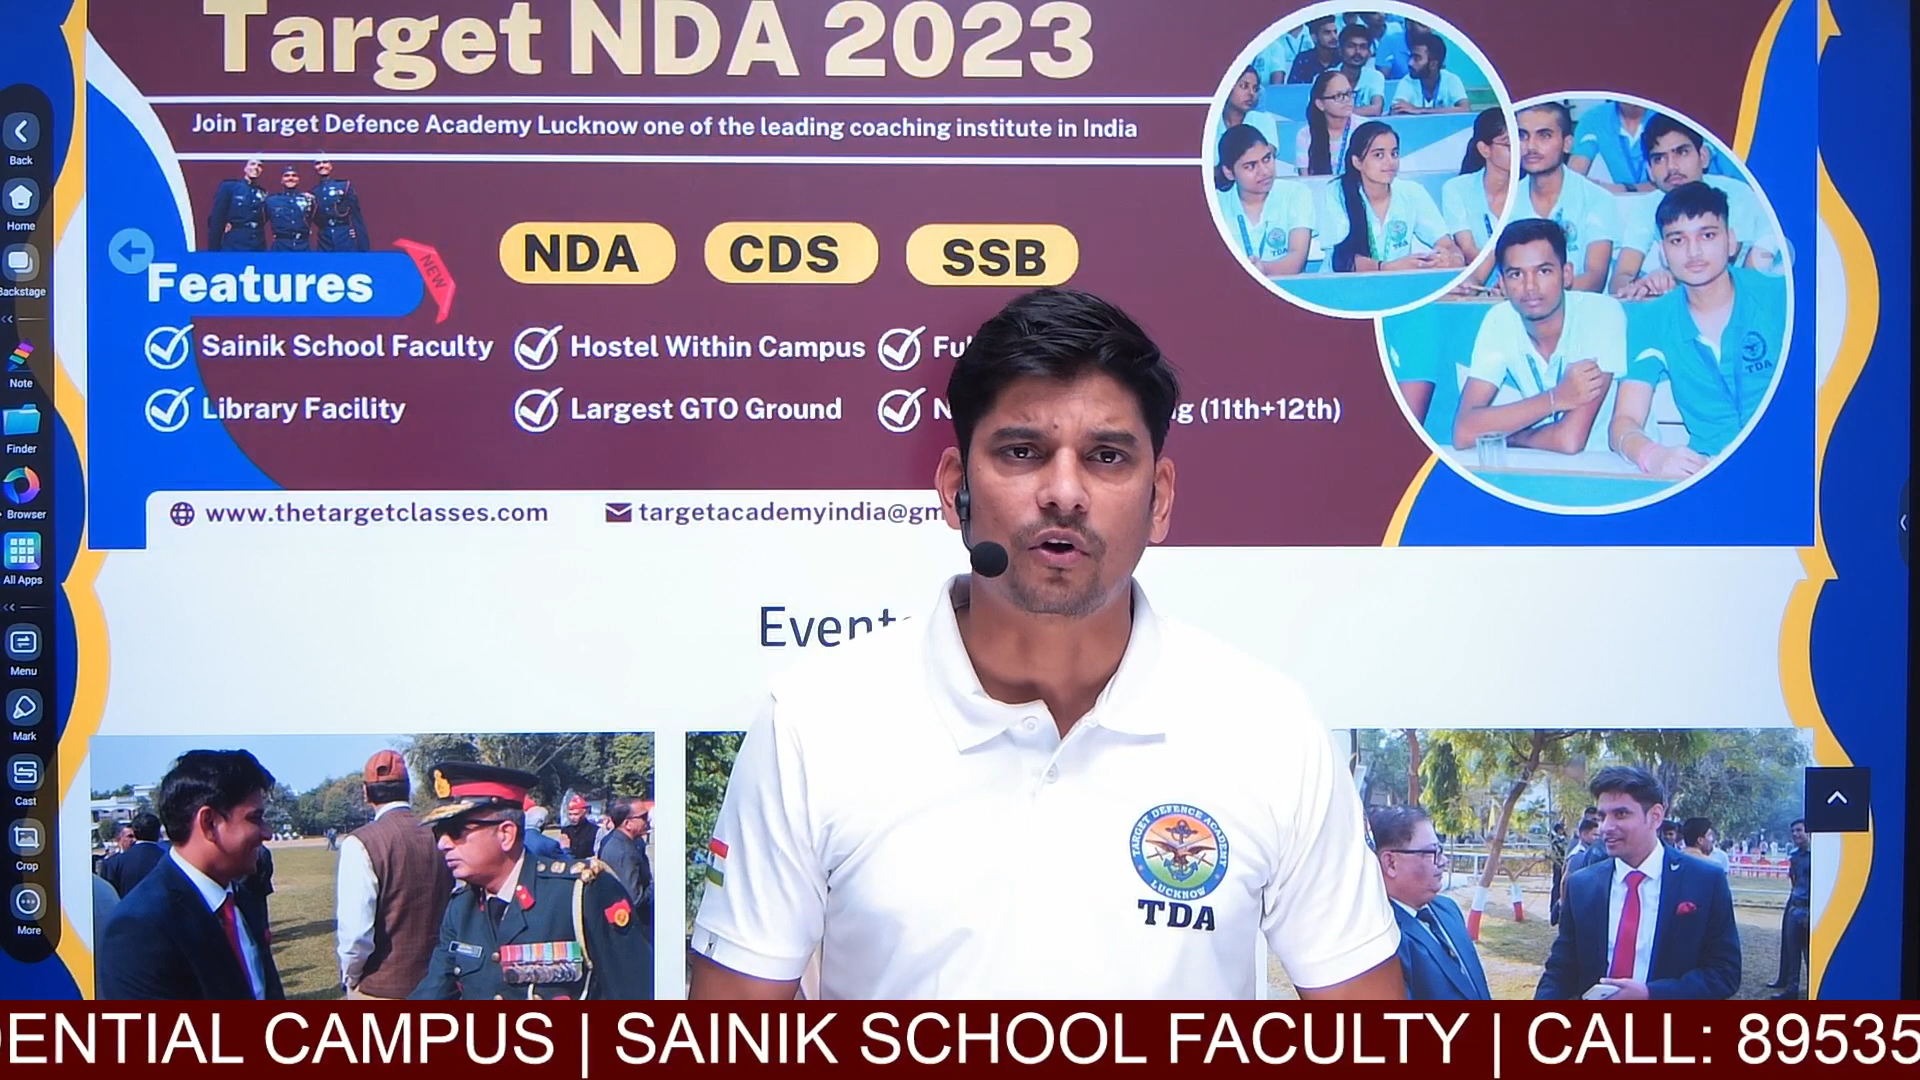 Target NDA 2023
Join Target Defence Academy Lucknow one of the leading coaching institute in India
NDA CDS SSB
Features
NEW
Sainik School Faculty
Hostel Within Campus
Library Facility
Largest GTO Ground
(11th+12th)
www.thetargetclasses.com
targetacademyindia@gm
Back
Home
Backstage
Note
Finder
Browser
All Apps
Menu
Mark
Cast
Crop
More
TARGET DEFENCE ACADEMY
LUCKNOW
TDA
TDA
TDA
DENTIAL CAMPUS | SAINIK SCHOOL FACULTY | CALL: 89535